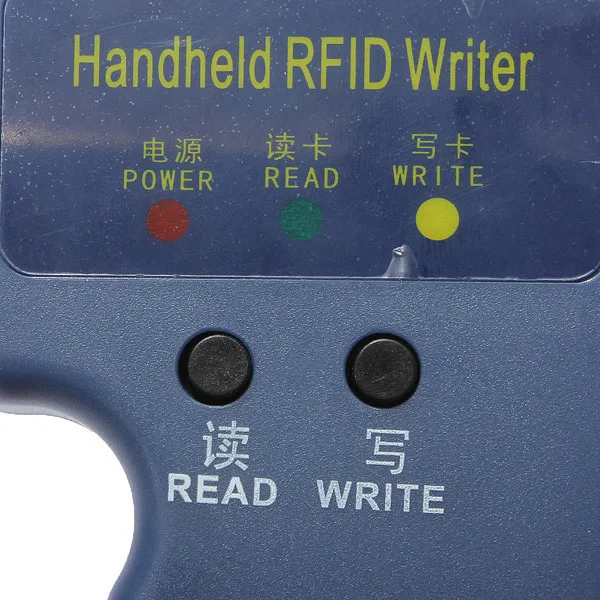 Handheld RFID Writer
电源 读卡 写卡
POWER READ WRITE
读 写
READ WRITE